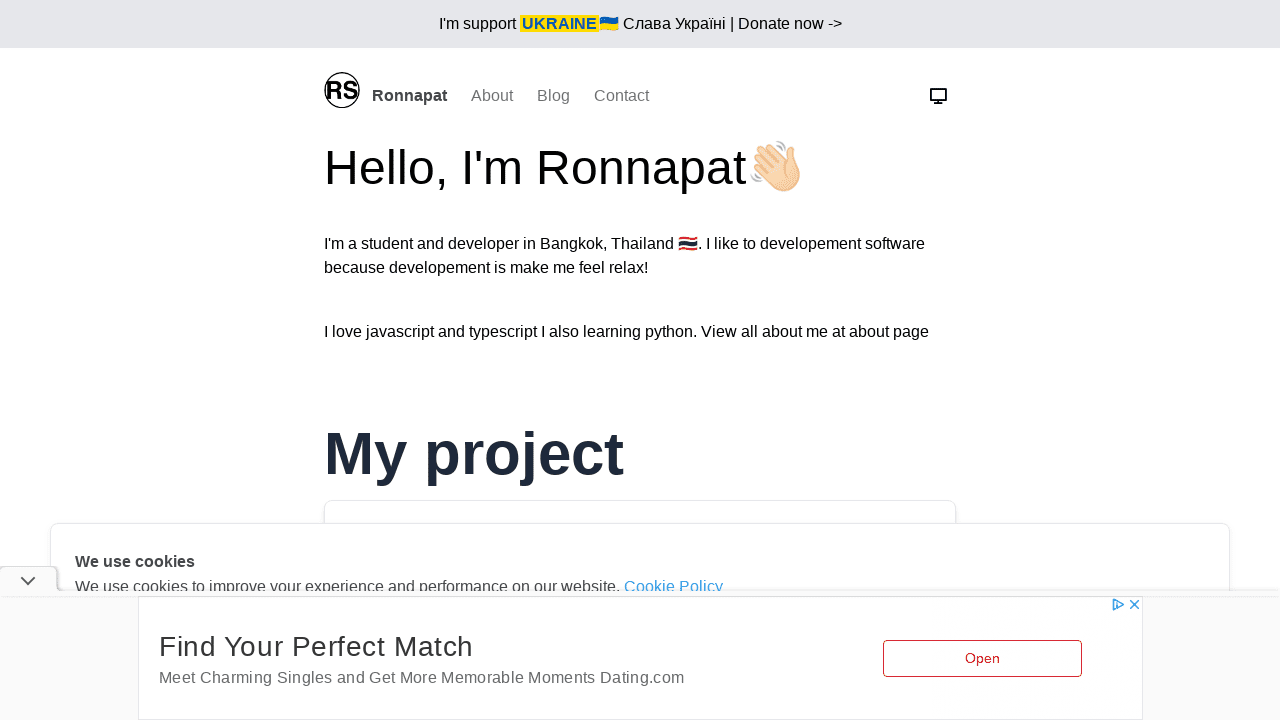 I'm support UKRAINE🇺🇦 Слава Україні | Donate now ->
RS Ronnapat About Blog Contact
Hello, I'm Ronnapat👋🏻
I'm a student and developer in Bangkok, Thailand 🇹🇭. I like to developement software
because developement is make me feel relax!
I love javascript and typescript I also learning python. View all about me at about page
My project
We use cookies
We use cookies to improve your experience and performance on our website. Cookie Policy
Find Your Perfect Match
Meet Charming Singles and Get More Memorable Moments Dating.com
Open